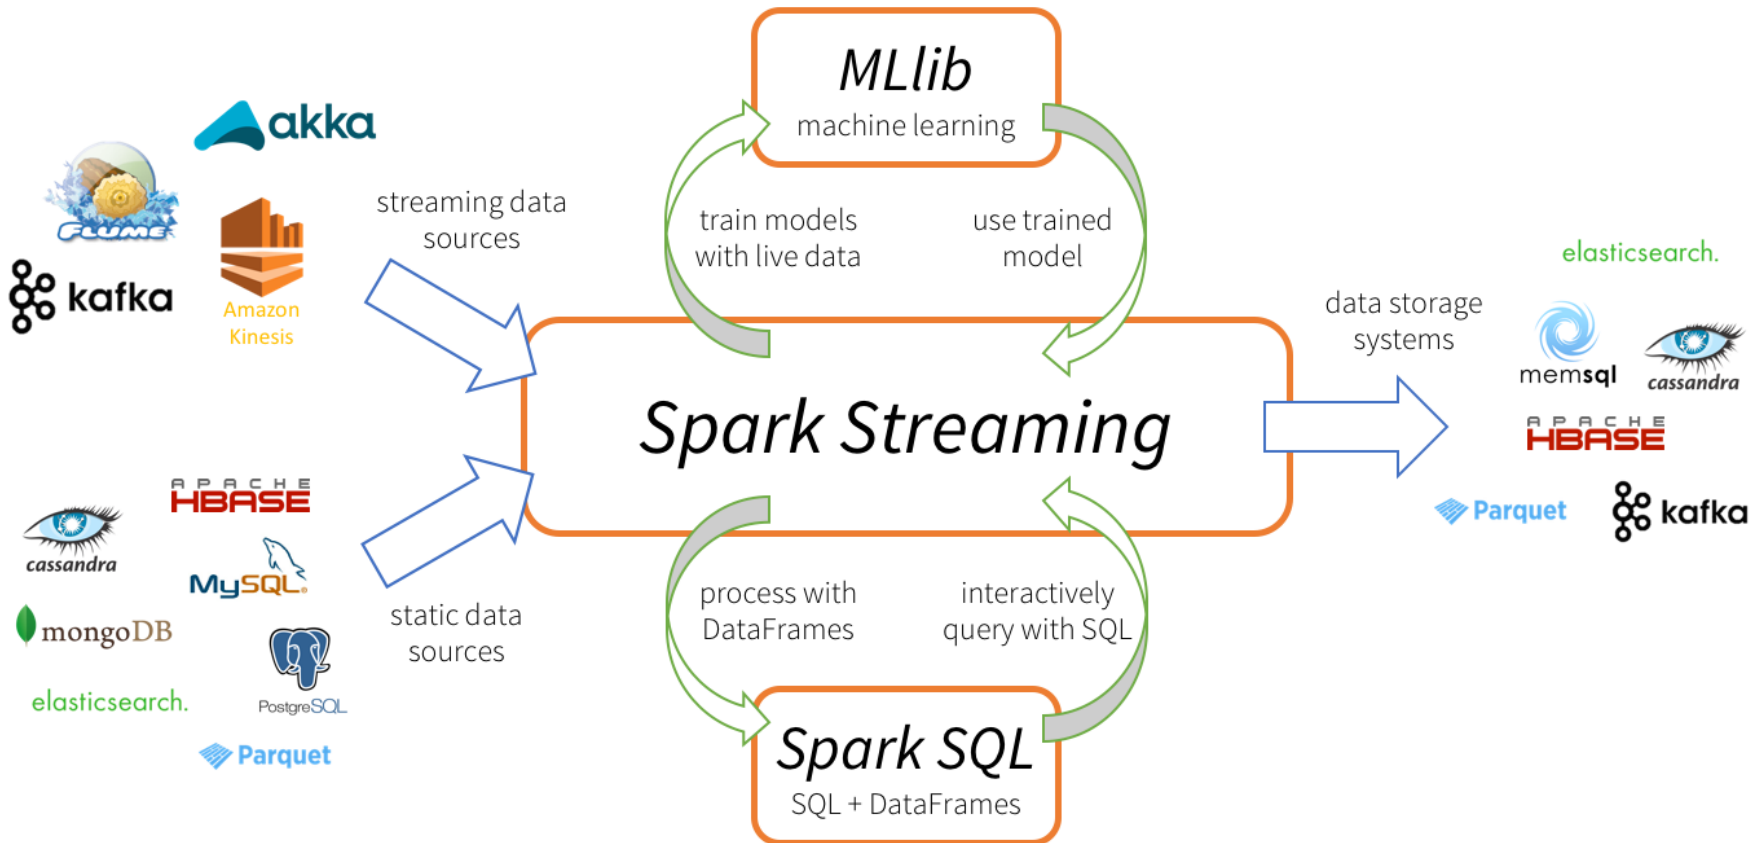 MLlib
machine learning
akka
FLUME
kafka
Amazon
Kinesis
streaming data
sources
train models
with live data
use trained
model
Spark Streaming
data storage
systems
elasticsearch.
memsql
cassandra
APACHE
HBASE
Parquet
kafka
APACHE
HBASE
cassandra
MySQL®
mongoDB
PostgreSQL
elasticsearch.
Parquet
static data
sources
process with
DataFrames
interactively
query with SQL
Spark SQL
SQL + DataFrames